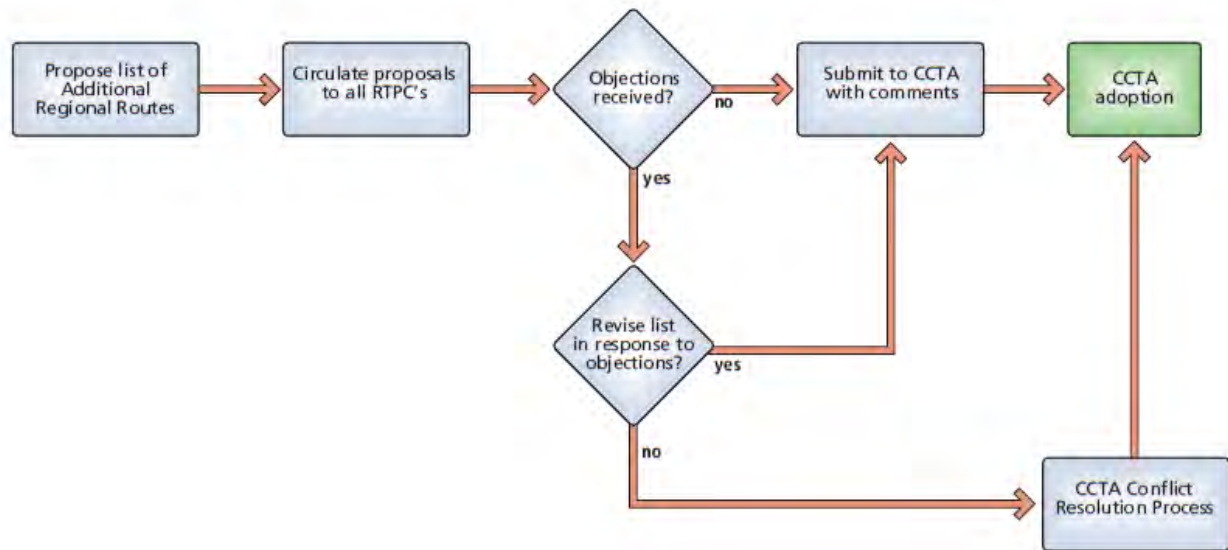 Propose list of
Additional
Regional Routes
Circulate proposals
to all RTPC's
Objections
received?
no
Submit to CCTA
with comments
CCTA
adoption
yes
Revise list
in response to
objections?
yes
no
CCTA Conflict
Resolution Process